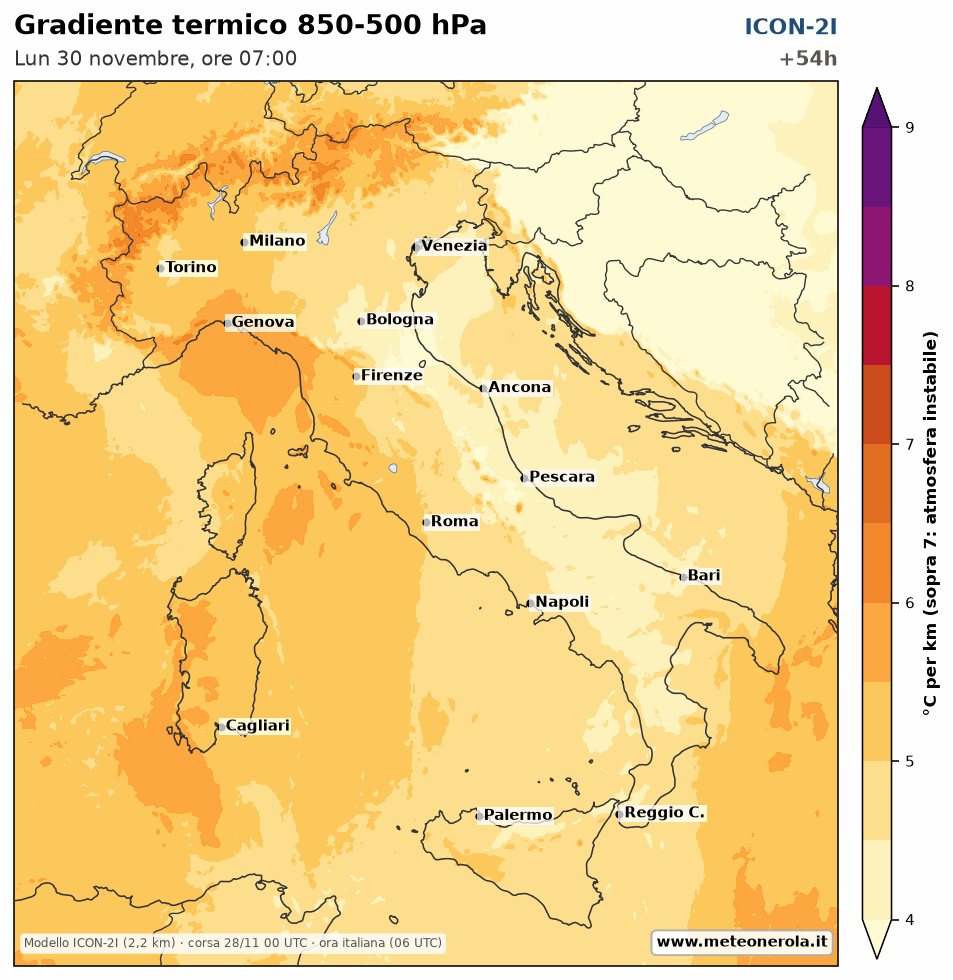 Gradiente termico 850-500 hPa
ICON-2I
Lun 30 novembre, ore 07:00
+54h
9
8
7
6
5
4
°C per km (sopra 7: atmosfera instabile)
Milano
Venezia
Torino
Genova
Bologna
Firenze
Ancona
Pescara
Roma
Bari
Napoli
Cagliari
Palermo
Reggio C.
Modello ICON-2I (2,2 km) · corsa 28/11 00 UTC · ora italiana (06 UTC)
www.meteonerola.it